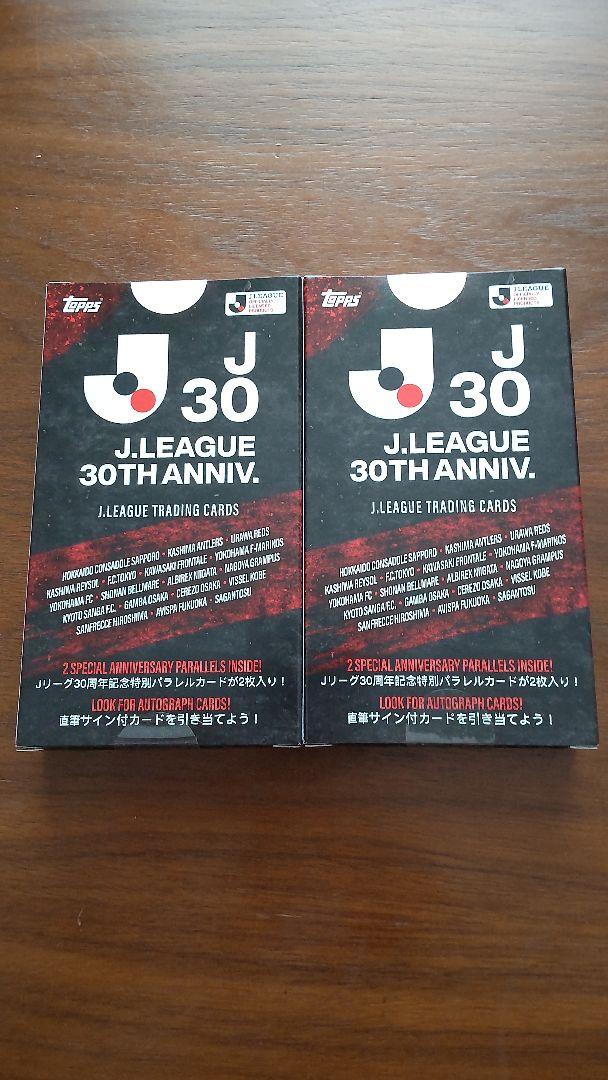 Topps
J.LEAGUE
OFFICIALLY
LICENSED
PRODUCTS
J
30
J.LEAGUE
30TH ANNIV.
J.LEAGUE TRADING CARDS
HOKKAIDO CONSADOLE SAPPORO • KASHIMA ANTLERS • URAWA REDS
KASHIWA REYSOL • F.C.TOKYO • KAWASAKI FRONTALE • YOKOHAMA F·MARINOS
YOKOHAMA FC • SHONAN BELLMARE • ALBIREX NIIGATA • NAGOYA GRAMPUS
KYOTO SANGA F.C. • GAMBA OSAKA • CEREZO OSAKA • VISSEL KOBE
SANFRECCE HIROSHIMA • AVISPA FUKUOKA • SAGANTOSU
2 SPECIAL ANNIVERSARY PARALLELS INSIDE!
Jリーグ30周年記念特別パラレルカードが2枚入り！
LOOK FOR AUTOGRAPH CARDS!
直筆サイン付カードを引き当てよう！
Topps
J.LEAGUE
OFFICIALLY
LICENSED
PRODUCTS
J
30
J.LEAGUE
30TH ANNIV.
J.LEAGUE TRADING CARDS
HOKKAIDO CONSADOLE SAPPORO • KASHIMA ANTLERS • URAWA REDS
KASHIWA REYSOL • F.C.TOKYO • KAWASAKI FRONTALE • YOKOHAMA F·MARINOS
YOKOHAMA FC • SHONAN BELLMARE • ALBIREX NIIGATA • NAGOYA GRAMPUS
KYOTO SANGA F.C. • GAMBA OSAKA • CEREZO OSAKA • VISSEL KOBE
SANFRECCE HIROSHIMA • AVISPA FUKUOKA • SAGANTOSU
2 SPECIAL ANNIVERSARY PARALLELS INSIDE!
Jリーグ30周年記念特別パラレルカードが2枚入り！
LOOK FOR AUTOGRAPH CARDS!
直筆サイン付カードを引き当てよう！